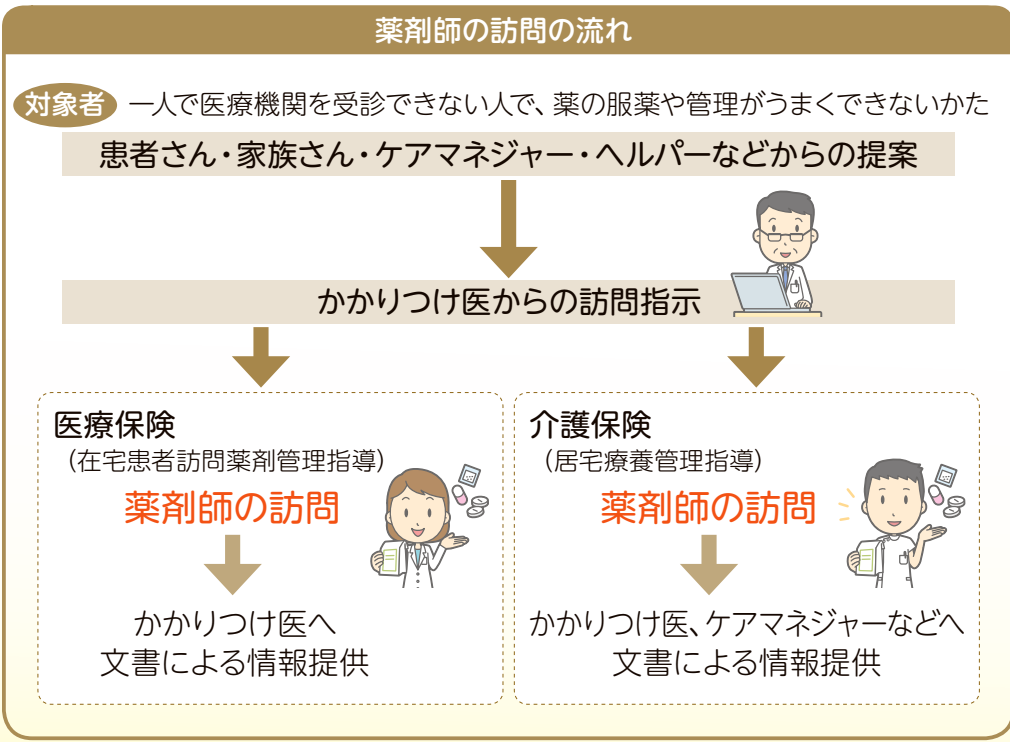 薬剤師の訪問の流れ
対象者 一人で医療機関を受診できない人で、薬の服薬や管理がうまくできないかた
患者さん・家族さん・ケアマネジャー・ヘルパーなどからの提案
かかりつけ医からの訪問指示
医療保険
（在宅患者訪問薬剤管理指導）
薬剤師の訪問
かかりつけ医へ
文書による情報提供
介護保険
（居宅療養管理指導）
薬剤師の訪問
かかりつけ医、ケアマネジャーなどへ
文書による情報提供